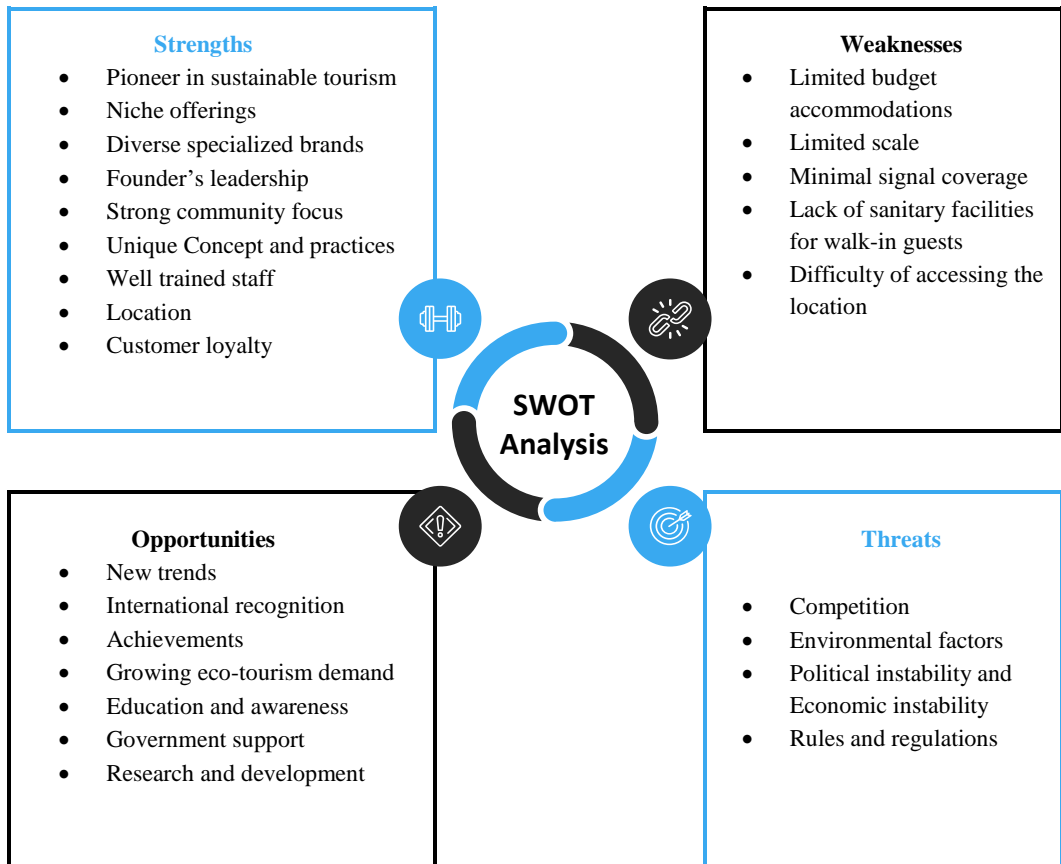 Strengths
• Pioneer in sustainable tourism
• Niche offerings
• Diverse specialized brands
• Founder’s leadership
• Strong community focus
• Unique Concept and practices
• Well trained staff
• Location
• Customer loyalty
Weaknesses
• Limited budget
accommodations
• Limited scale
• Minimal signal coverage
• Lack of sanitary facilities
for walk-in guests
• Difficulty of accessing the
location
SWOT
Analysis
Opportunities
• New trends
• International recognition
• Achievements
• Growing eco-tourism demand
• Education and awareness
• Government support
• Research and development
Threats
• Competition
• Environmental factors
• Political instability and
Economic instability
• Rules and regulations